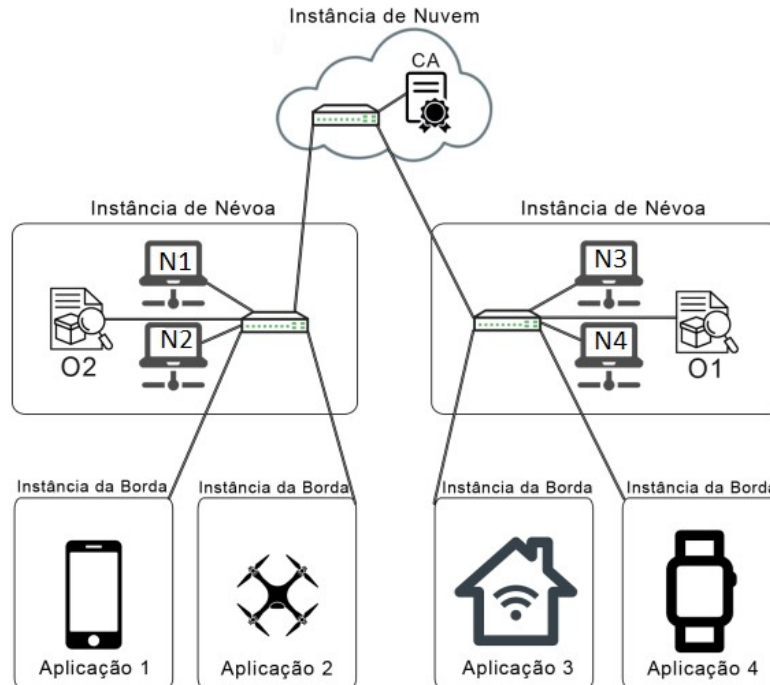 Instância de Nuvem
CA
Instância de Névoa
Instância de Névoa
N1
N3
N2
N4
O2
O1
Instância da Borda
Instância da Borda
Instância da Borda
Instância da Borda
Aplicação 1
Aplicação 2
Aplicação 3
Aplicação 4